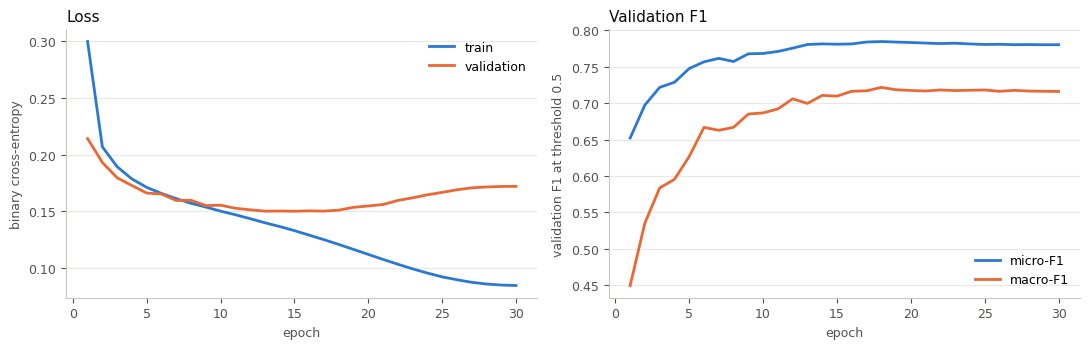 Loss
0.30
0.25
0.20
0.15
0.10
binary cross-entropy
0
5
10
15
20
25
30
epoch
train
validation
Validation F1
0.80
0.75
0.70
0.65
0.60
0.55
0.50
0.45
validation F1 at threshold 0.5
0
5
10
15
20
25
30
epoch
micro-F1
macro-F1